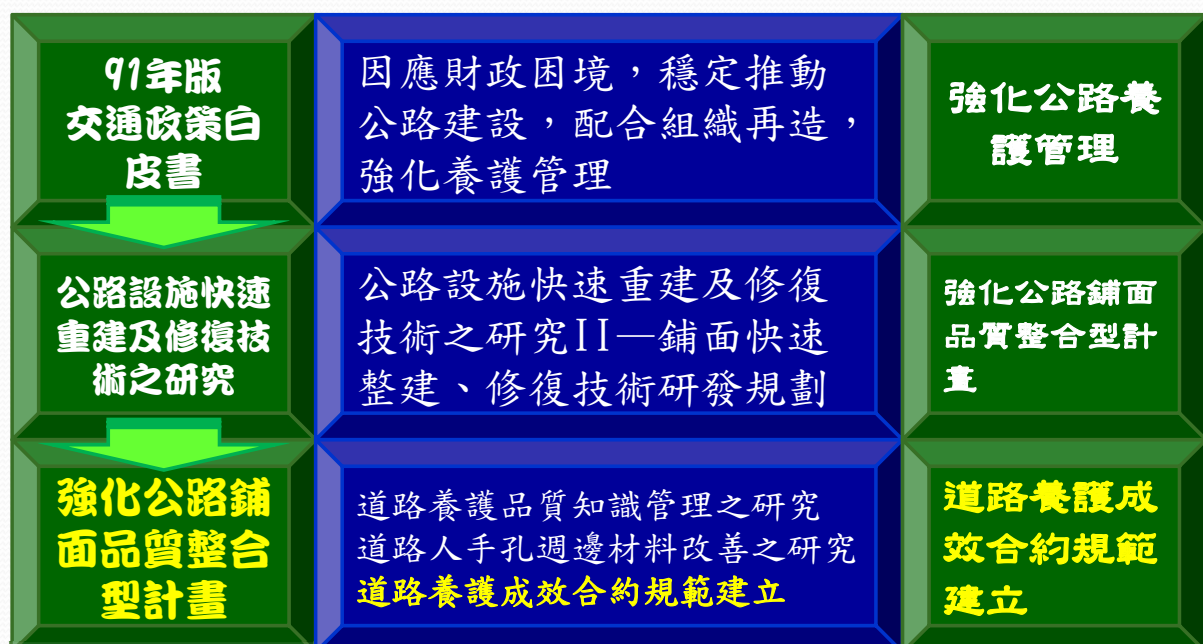 91年版
交通政策白
皮書
因應財政困境，穩定推動
公路建設，配合組織再造，
強化養護管理
強化公路養
護管理
公路設施快速
重建及修復技
術之研究
公路設施快速重建及修復
技術之研究II—鋪面快速
整建、修復技術研發規劃
強化公路鋪面
品質整合型計
畫
強化公路鋪
面品質整合
型計畫
道路養護品質知識管理之研究
道路人手孔週邊材料改善之研究
道路養護成效合約規範建立
道路養護成
效合約規範
建立